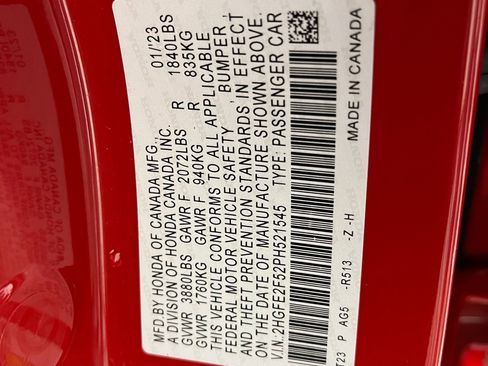 MFD.BY HONDA OF CANADA MFG. 01/'23
A DIVISION OF HONDA CANADA INC.
GVWR 3880LBS GAWR F 2072LBS R 1840LBS
GVWR 1760KG GAWR F 940KG R 835KG
THIS VEHICLE CONFORMS TO ALL APPLICABLE
FEDERAL MOTOR VEHICLE SAFETY , BUMPER ,
AND THEFT PREVENTION STANDARDS IN EFFECT
ON THE DATE OF MANUFACTURE SHOWN ABOVE.
V.I.N.:2HGFE2F52PH521545 TYPE: PASSENGER CAR
T23 P AG5 -R513 -Z -H MADE IN CANADA